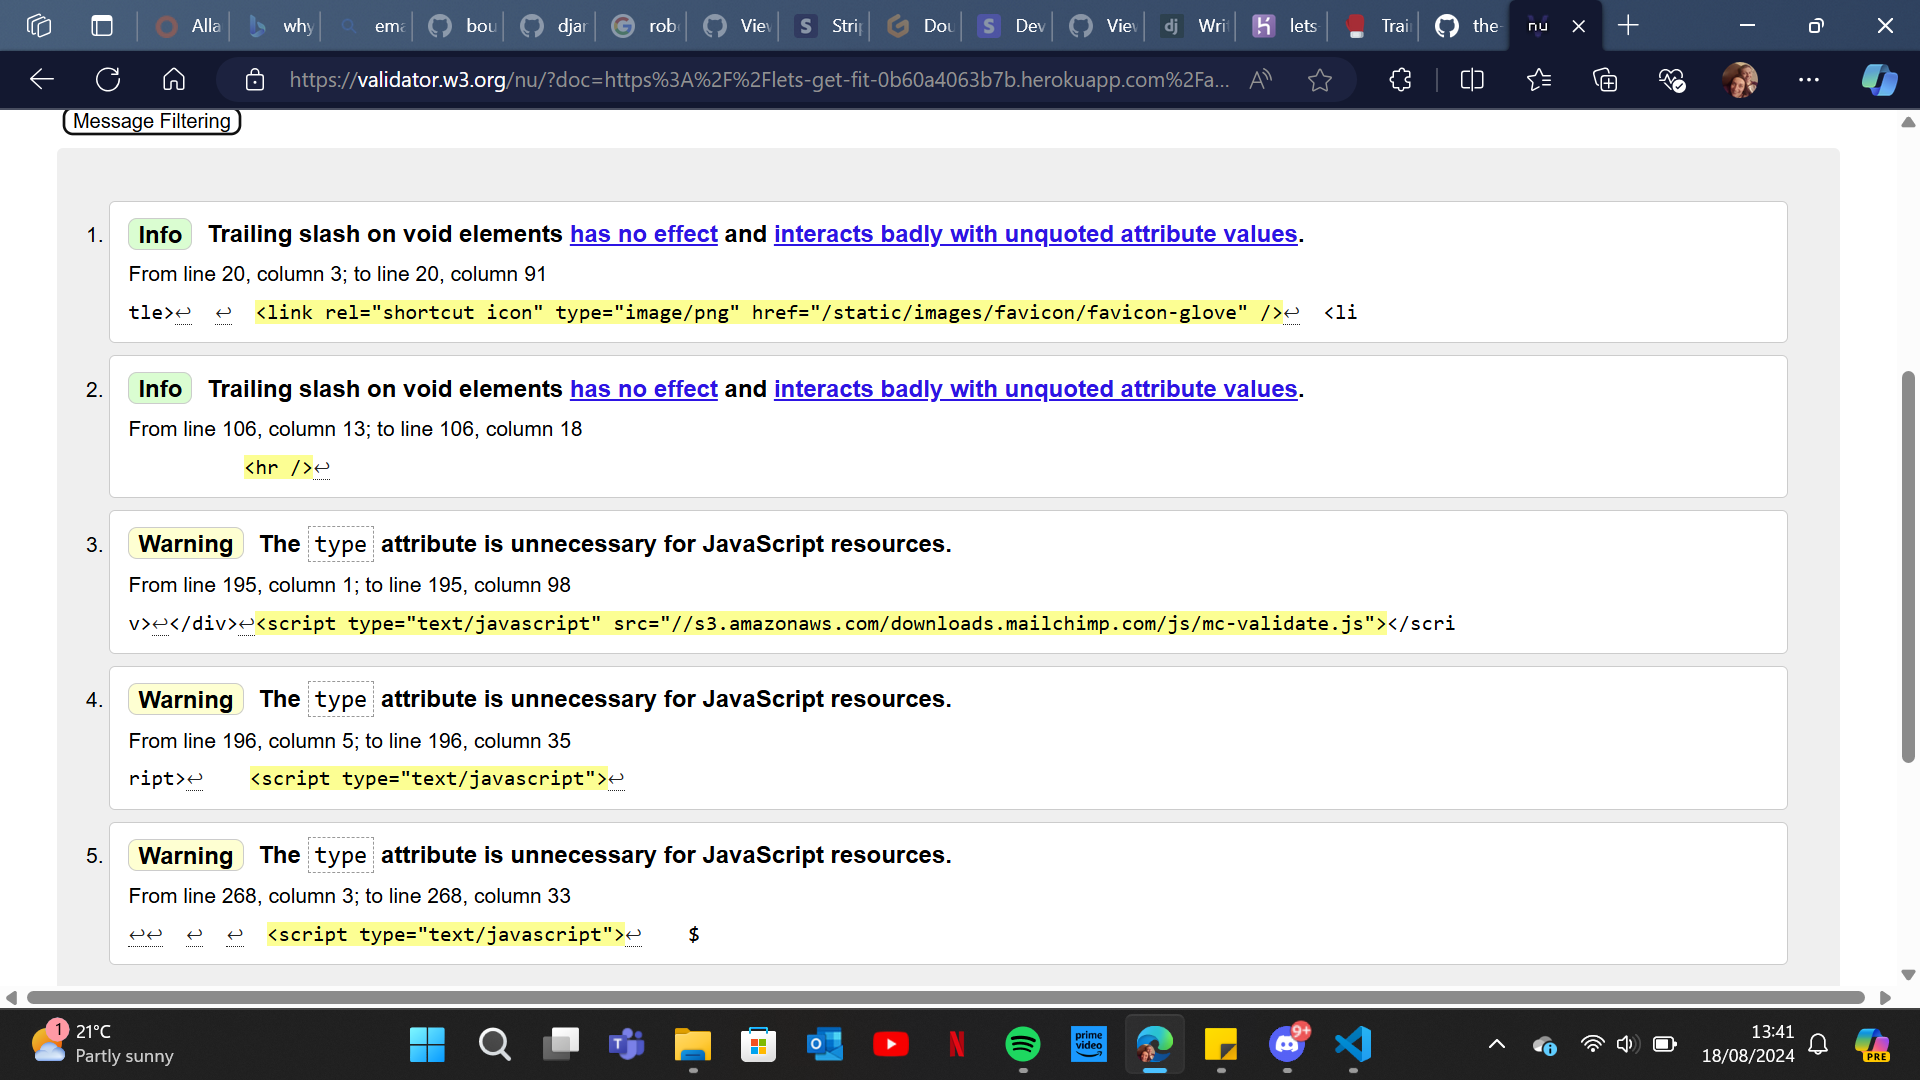 Alla why ema bou djar rob Viev Stri Dou Dev Viev dj Wri lets Trai the nu
https://validator.w3.org/nu/?doc=https%3A%2F%2Flets-get-fit-0b60a4063b7b.herokuapp.com%2Fa...
Message Filtering
1. Info Trailing slash on void elements has no effect and interacts badly with unquoted attribute values.
From line 20, column 3; to line 20, column 91
tle>↩ ↩ <link rel="shortcut icon" type="image/png" href="/static/images/favicon/favicon-glove" />↩ <li
2. Info Trailing slash on void elements has no effect and interacts badly with unquoted attribute values.
From line 106, column 13; to line 106, column 18
<hr />↩
3. Warning The type attribute is unnecessary for JavaScript resources.
From line 195, column 1; to line 195, column 98
v>↩</div>↩<script type="text/javascript" src="//s3.amazonaws.com/downloads.mailchimp.com/js/mc-validate.js"></scri
4. Warning The type attribute is unnecessary for JavaScript resources.
From line 196, column 5; to line 196, column 35
ript>↩ <script type="text/javascript">↩
5. Warning The type attribute is unnecessary for JavaScript resources.
From line 268, column 3; to line 268, column 33
↩↩ ↩ ↩ <script type="text/javascript">↩ $
1 21°C
Partly sunny
prime video
9+
13:41
18/08/2024
PRE